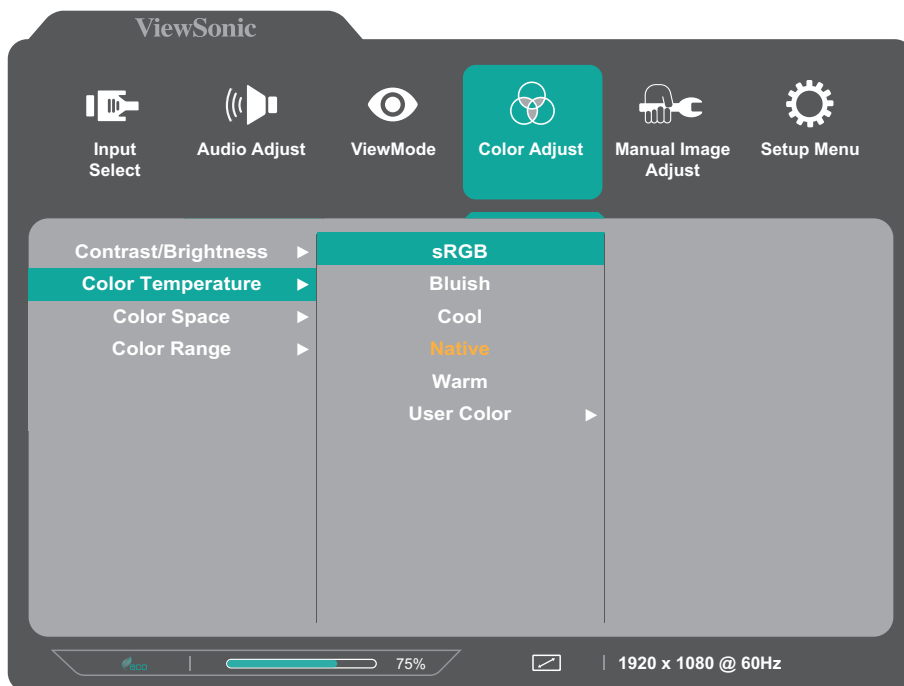 ViewSonic
Input
Select
Audio Adjust
ViewMode
Color Adjust
Manual Image
Adjust
Setup Menu
Contrast/Brightness
Color Temperature
Color Space
Color Range
sRGB
Bluish
Cool
Native
Warm
User Color
eco
75%
1920 x 1080 @ 60Hz